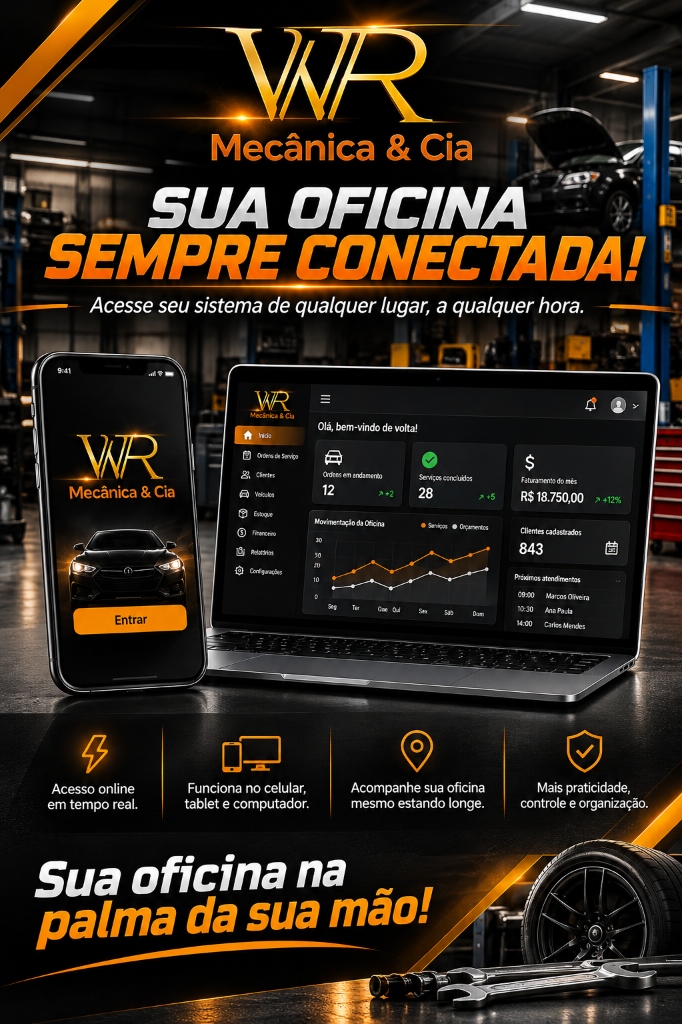 WR
Mecânica & Cia
SUA OFICINA
SEMPRE CONECTADA!
Acesse seu sistema de qualquer lugar, a qualquer hora.
9:41
WR
Mecânica & Cia
Entrar
WR
Mecânica & Cia
Início
Ordens de Serviço
Clientes
Veículos
Estoque
Financeiro
Relatórios
Configurações
Olá, bem-vindo de volta!
Ordens em andamento
12
+2
Serviços concluídos
28
+5
$
Faturamento do mês
R$ 18.750,00
+12%
Movimentação da Oficina
Serviços
Orçamentos
30
30
20
10
0
Seg Ter Que Qui Sex Sáb Dom
Clientes cadastrados
843
Próximos atendimentos
09:00 Marcos Oliveira
10:30 Ana Paula
14:00 Carlos Mendes
Acesso online
em tempo real.
Funciona no celular,
tablet e computador.
Acompanhe sua oficina
mesmo estando longe.
Mais praticidade,
controle e organização.
Sua oficina na
palma da sua mão!